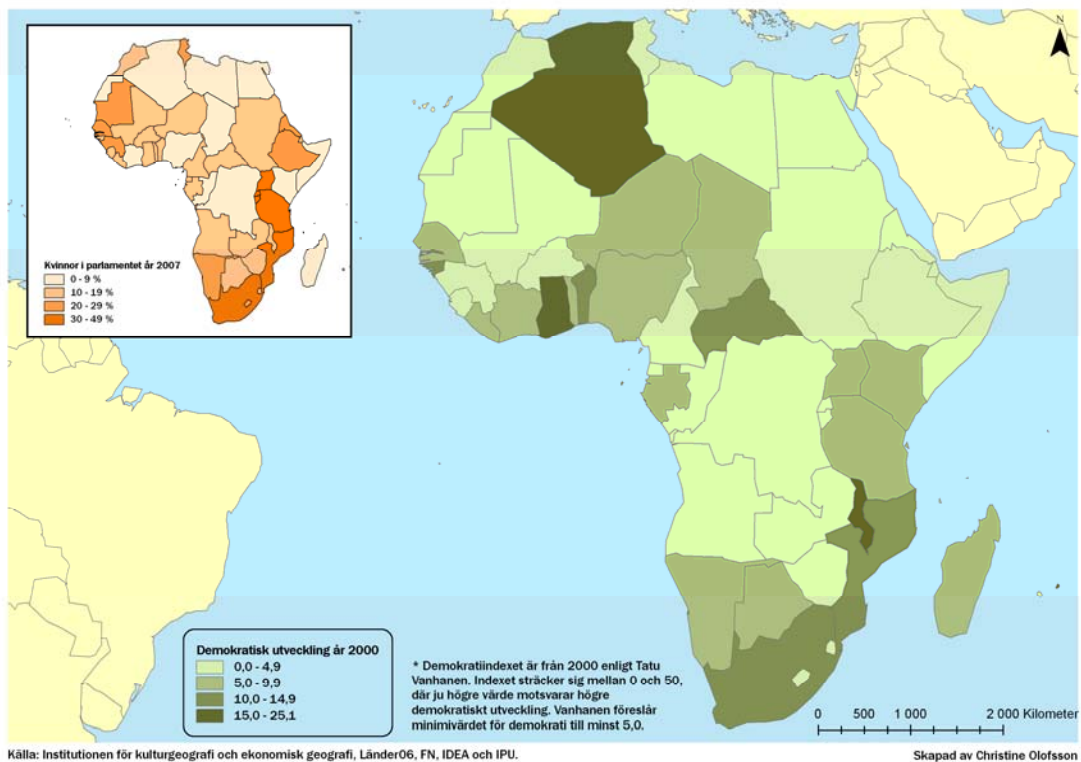 Kvinnor i parlamentet år 2007
0 - 9 %
10 - 19 %
20 - 29 %
30 - 49 %
N
Demokratisk utveckling år 2000
0,0 - 4,9
5,0 - 9,9
10,0 - 14,9
15,0 - 25,1
* Demokratiindexet är från 2000 enligt Tatu
Vanhanen. Indexet sträcker sig mellan 0 och 50,
där ju högre värde motsvarar högre
demokratiskt utveckling. Vanhanen föreslår
minimivärdet för demokrati till minst 5,0.
0 500 1 000 2 000 Kilometer
Källa: Institutionen för kulturgeografi och ekonomisk geografi, Länder06, FN, IDEA och IPU.
Skapad av Christine Olofsson